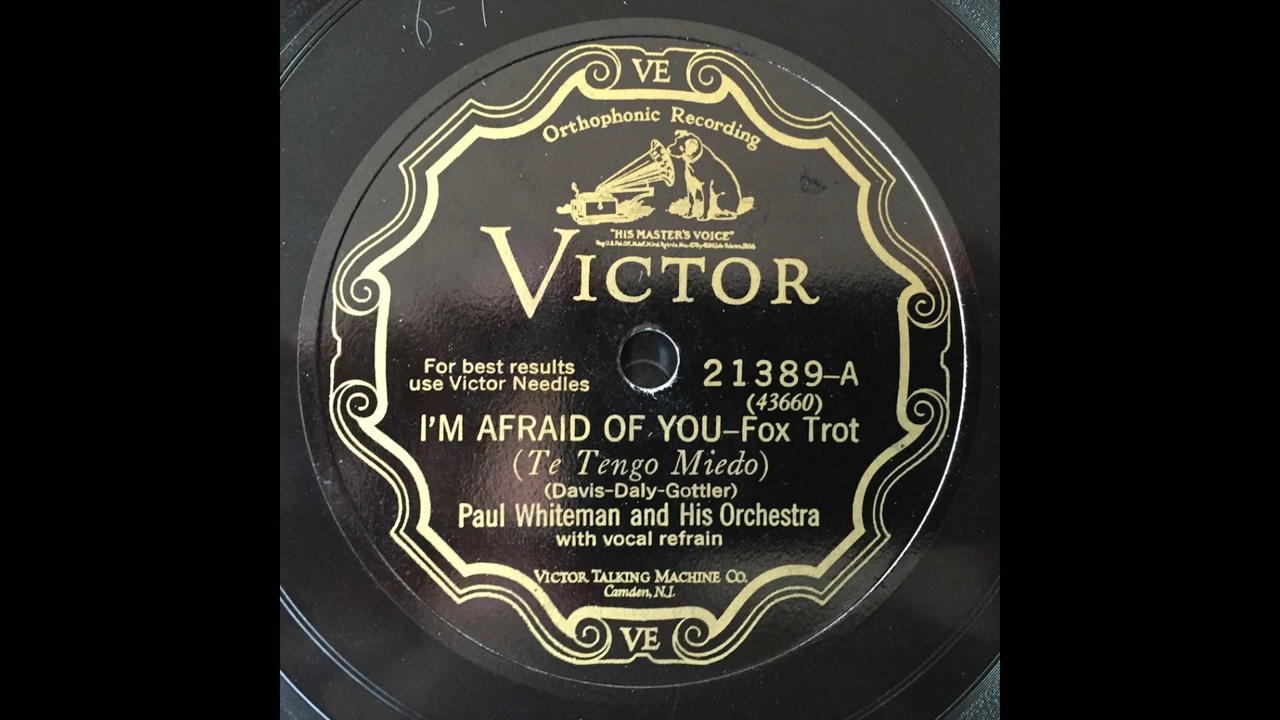 VE
Orthophonic Recording
"HIS MASTER'S VOICE"
VICTOR
For best results
use Victor Needles
21389-A
(43660)
I'M AFRAID OF YOU-Fox Trot
(Te Tengo Miedo)
(Davis-Daly-Gottler)
Paul Whiteman and His Orchestra
with vocal refrain
VICTOR TALKING MACHINE CO.
Camden, N.J.
VE